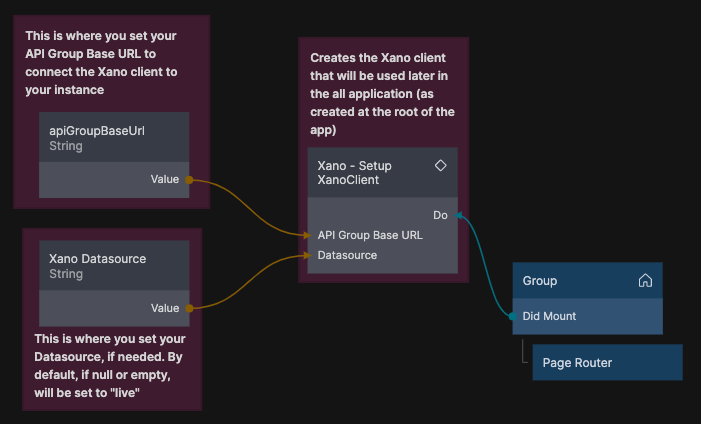 This is where you set your
API Group Base URL to
connect the Xano client to
your instance
apiGroupBaseUrl
String
Value
Creates the Xano client
that will be used later in
the all application (as
created at the root of the
app)
Xano - Setup
XanoClient
Do
API Group Base URL
Datasource
Xano Datasource
String
Value
This is where you set your
Datasource, if needed. By
default, if null or empty,
will be set to "live"
Group
Did Mount
Page Router